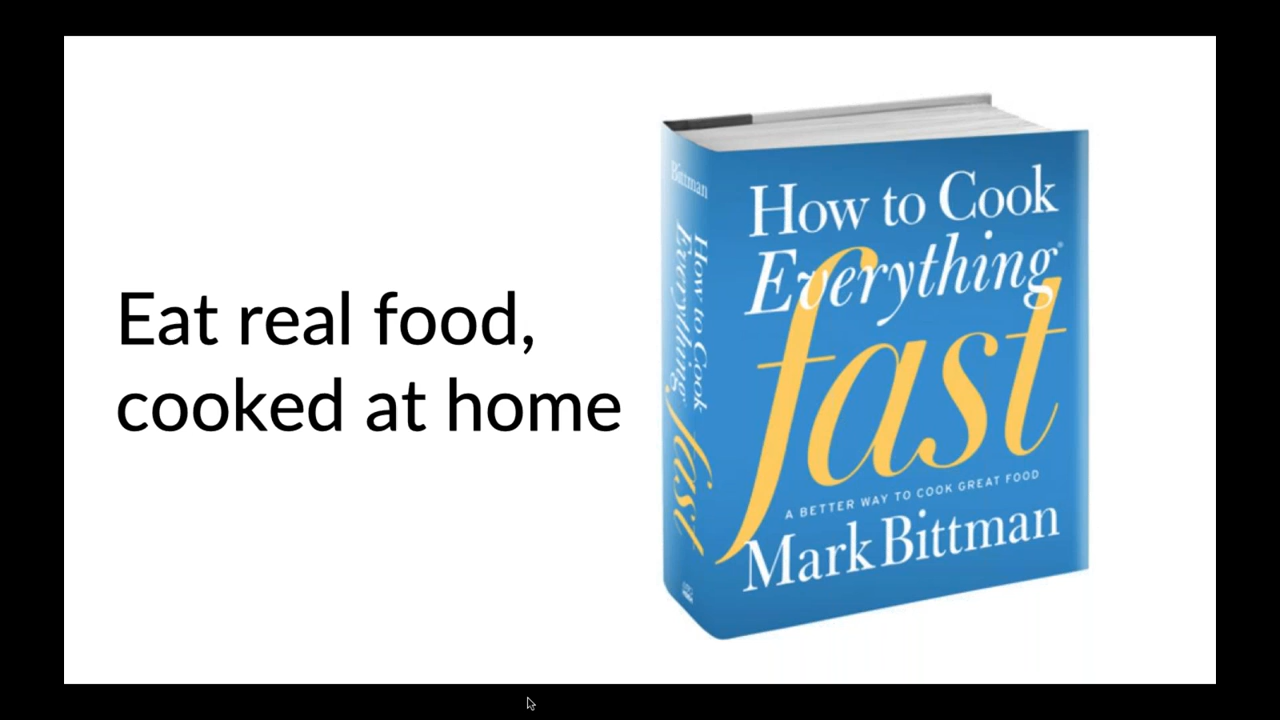 Eat real food,
cooked at home
Bittman
How to Cook
Everything
fast
How to Cook
Everything®
fast
A BETTER WAY TO COOK GREAT FOOD
Mark Bittman